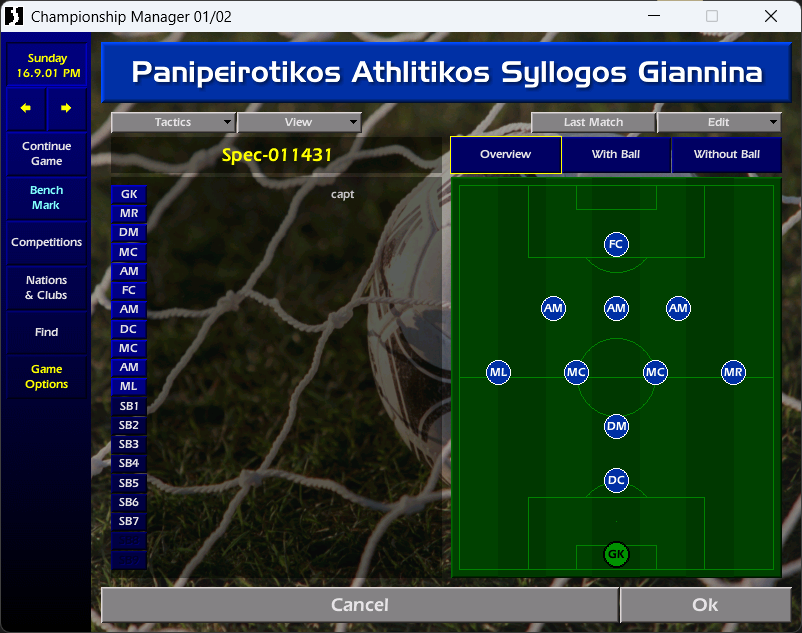 Championship Manager 01/02
Sunday
16.9.01 PM
Panipeirotikos Athlitikos Syllogos Giannina
Tactics
View
Last Match
Edit
Continue
Game
Bench
Mark
Competitions
Nations
& Clubs
Find
Game
Options
Spec-011431
Overview
With Ball
Without Ball
GK capt
MR
DM
MC
AM
FC
AM
DC
MC
AM
ML
SB1
SB2
SB3
SB4
SB5
SB6
SB7
FC
AM AM AM
ML MC MC MR
DM
DC
GK
Cancel
Ok